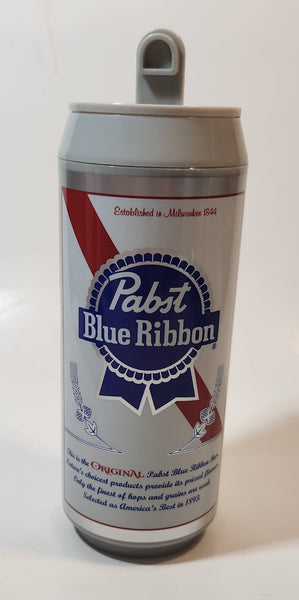 Established in Milwaukee 1844
Pabst
Blue Ribbon®
This is the ORIGINAL Pabst Blue Ribbon Beer.
Nature's choicest products provide its prized flavor.
Only the finest of hops and grains are used.
Selected as America's Best in 1893.